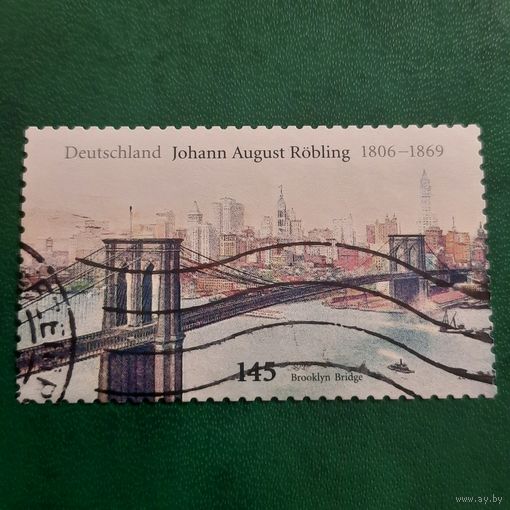 Deutschland Johann August Röbling 1806–1869
145 Brooklyn Bridge
www.ay.by